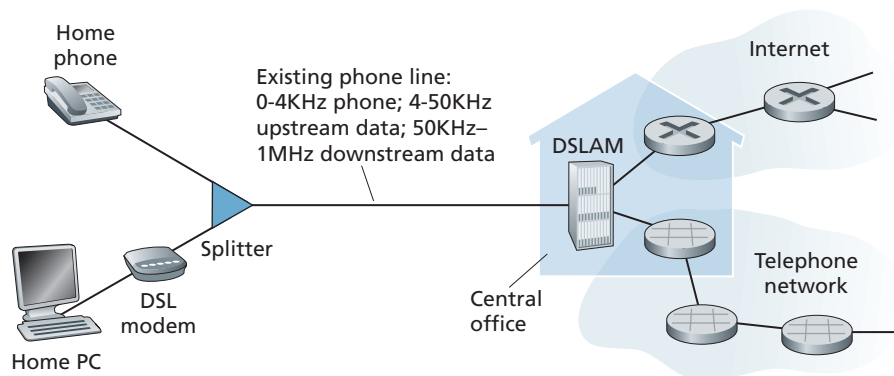 Home
phone
Existing phone line:
0-4KHz phone; 4-50KHz
upstream data; 50KHz–
1MHz downstream data
Internet
DSLAM
Splitter
DSL
modem
Home PC
Central
office
Telephone
network